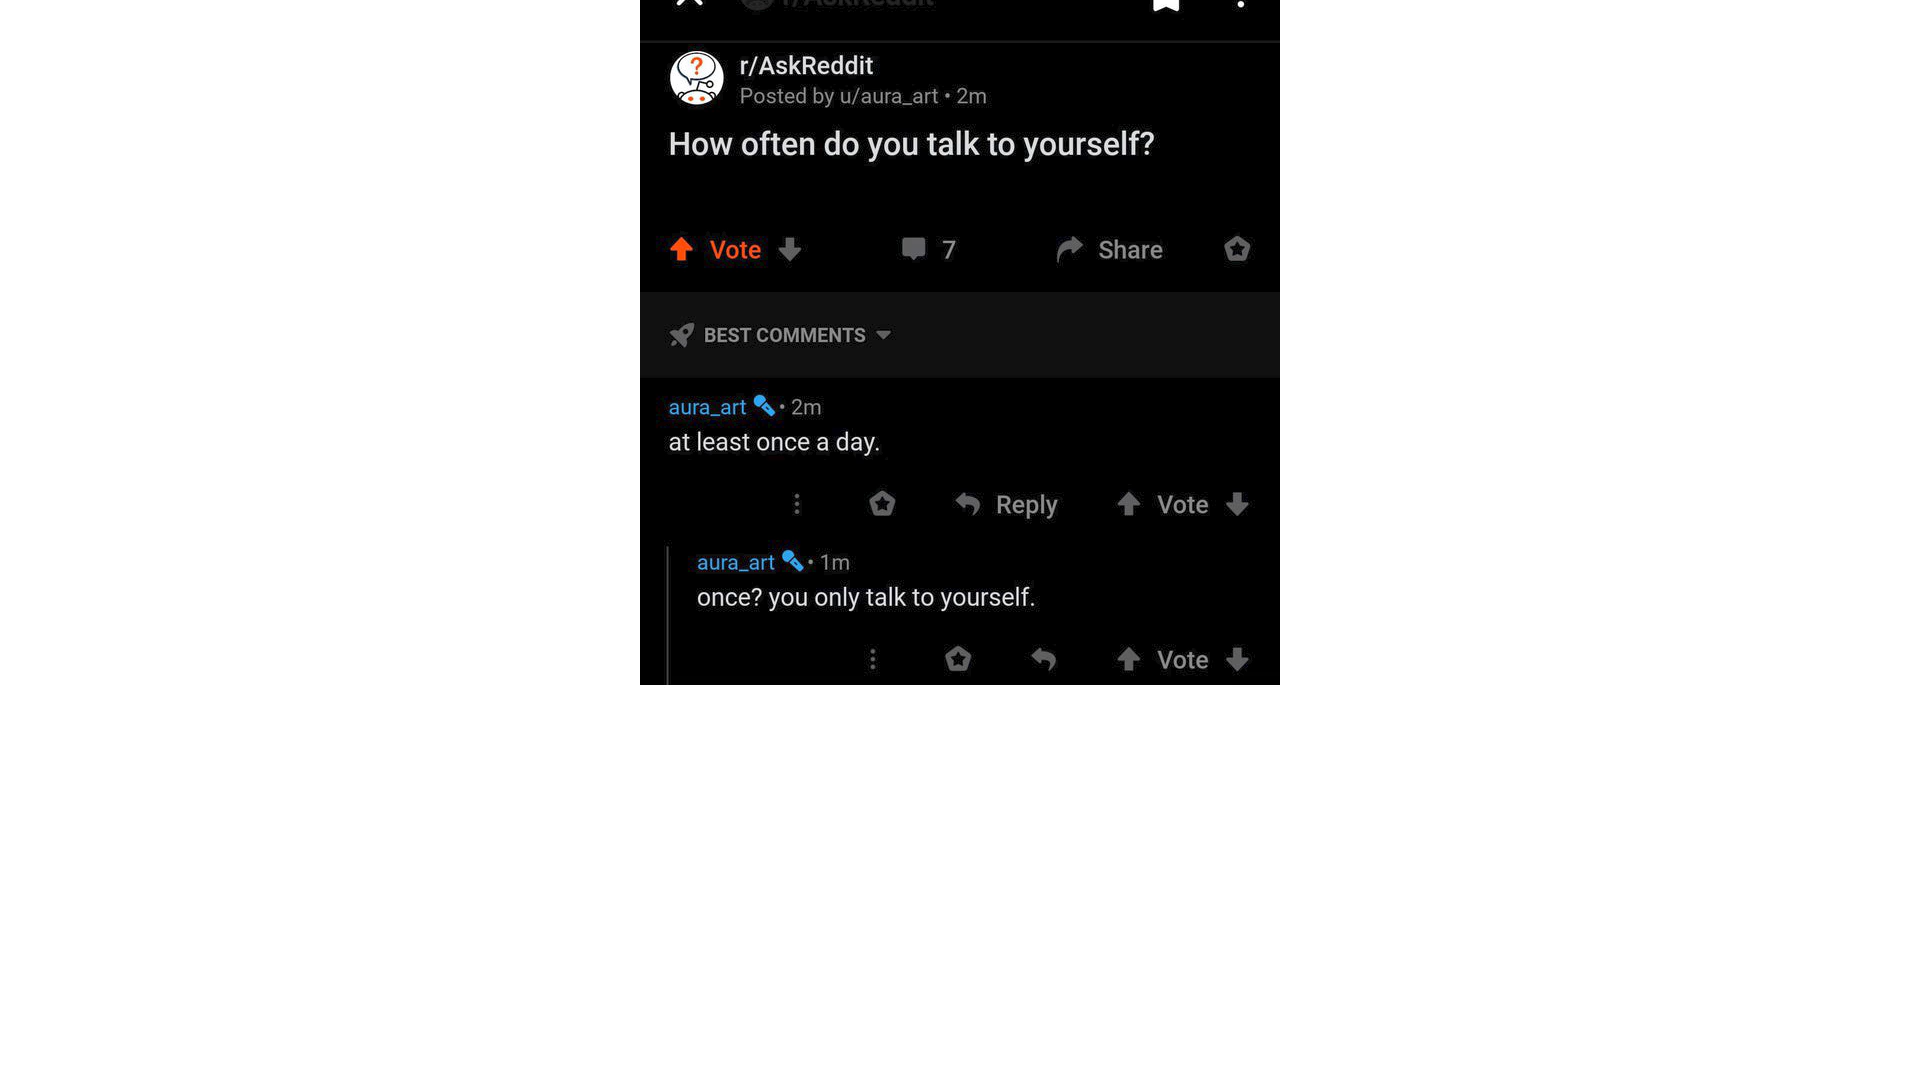 r/AskReddit
r/AskReddit
Posted by u/aura_art • 2m
How often do you talk to yourself?
Vote 7 Share
BEST COMMENTS
aura_art • 2m
at least once a day.
Reply Vote
aura_art • 1m
once? you only talk to yourself.
Vote